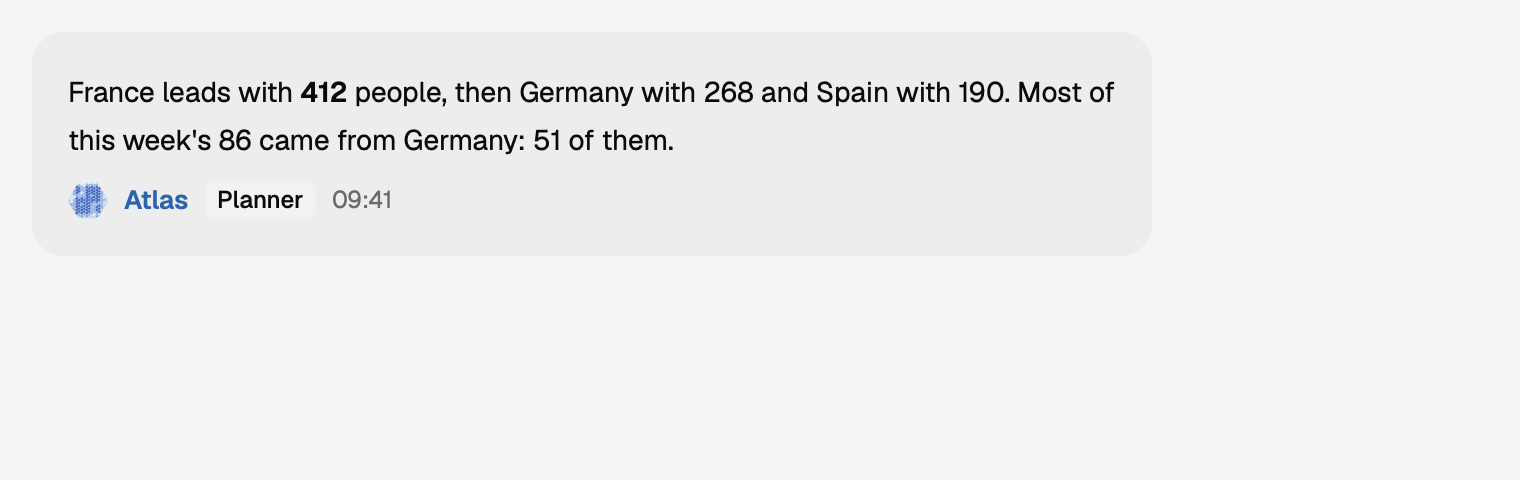 France leads with 412 people, then Germany with 268 and Spain with 190. Most of
this week's 86 came from Germany: 51 of them.
Atlas Planner 09:41